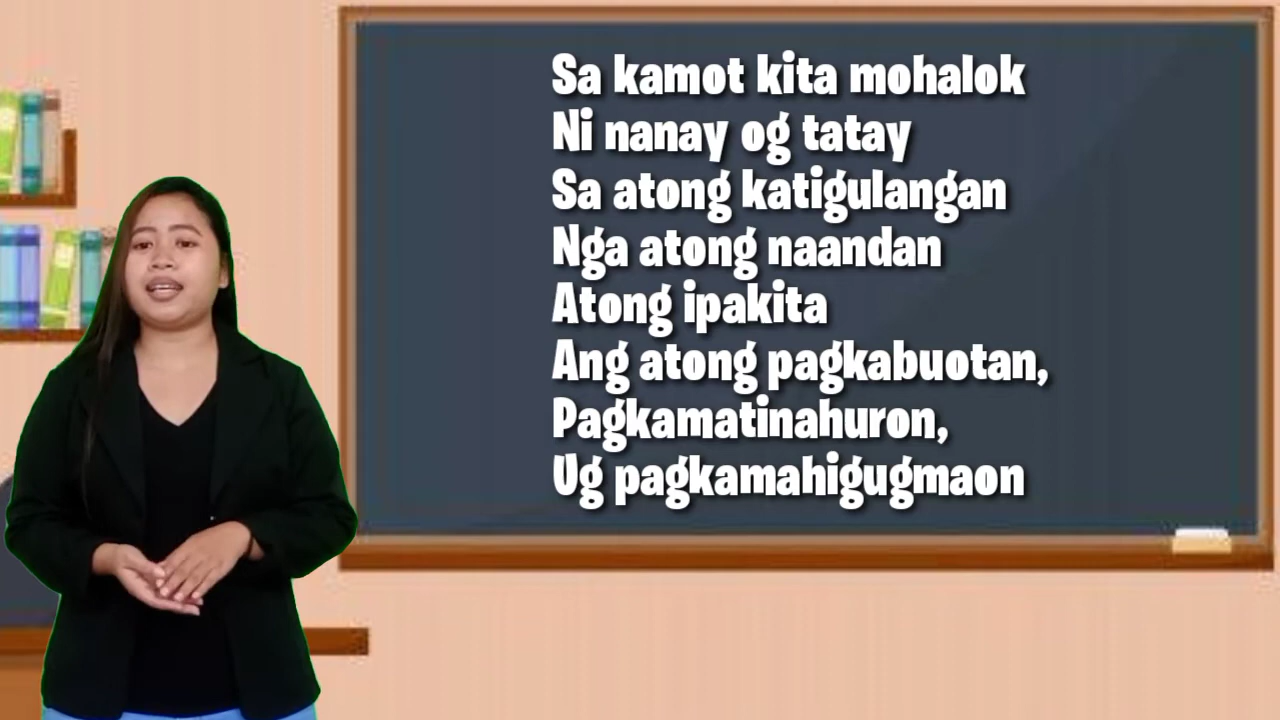 Sa kamot kita mohalok
Ni nanay og tatay
Sa atong katigulangan
Nga atong naandan
Atong ipakita
Ang atong pagkabuotan,
Pagkamatinahuron,
Ug pagkamahigugmaon